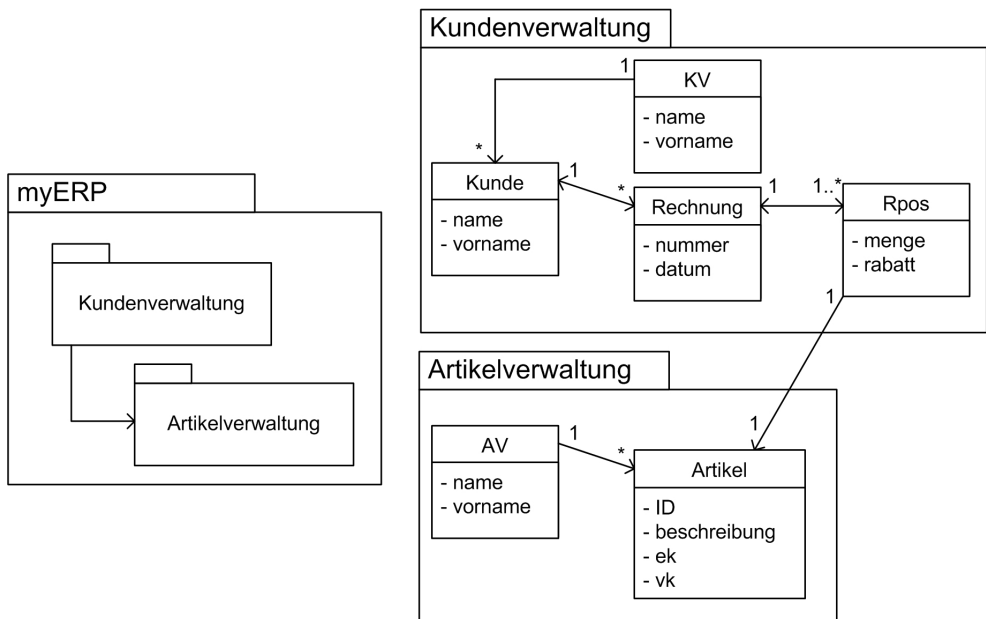 myERP
Kundenverwaltung
Artikelverwaltung
Kundenverwaltung
1
KV
- name
- vorname
*
Kunde
- name
- vorname
1
*
Rechnung
- nummer
- datum
1
1..*
Rpos
- menge
- rabatt
1
1
Artikelverwaltung
AV
- name
- vorname
1
*
Artikel
- ID
- beschreibung
- ek
- vk